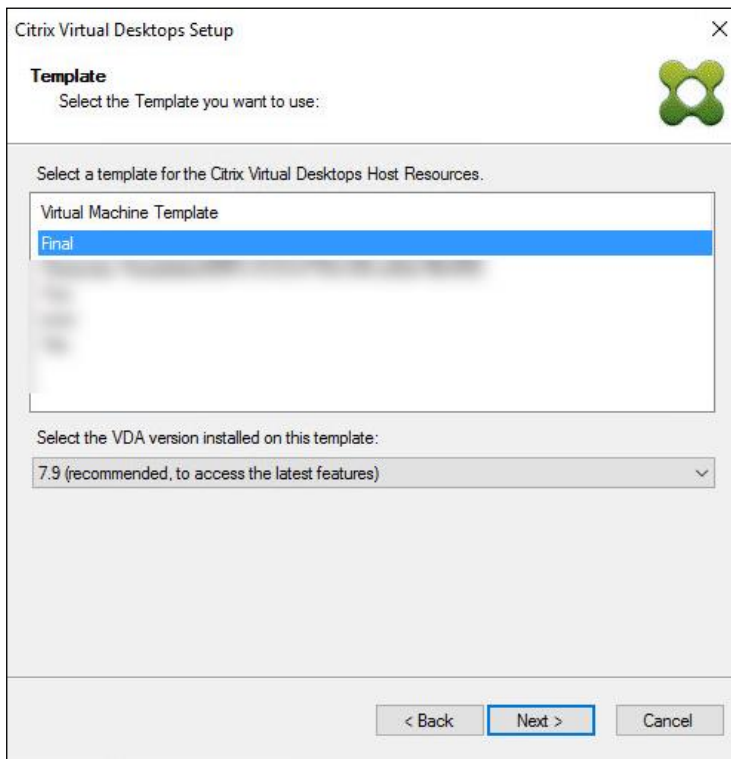 Citrix Virtual Desktops Setup
Template
Select the Template you want to use:
Select a template for the Citrix Virtual Desktops Host Resources.
Virtual Machine Template
Final
Select the VDA version installed on this template:
7.9 (recommended, to access the latest features)
< Back Next > Cancel